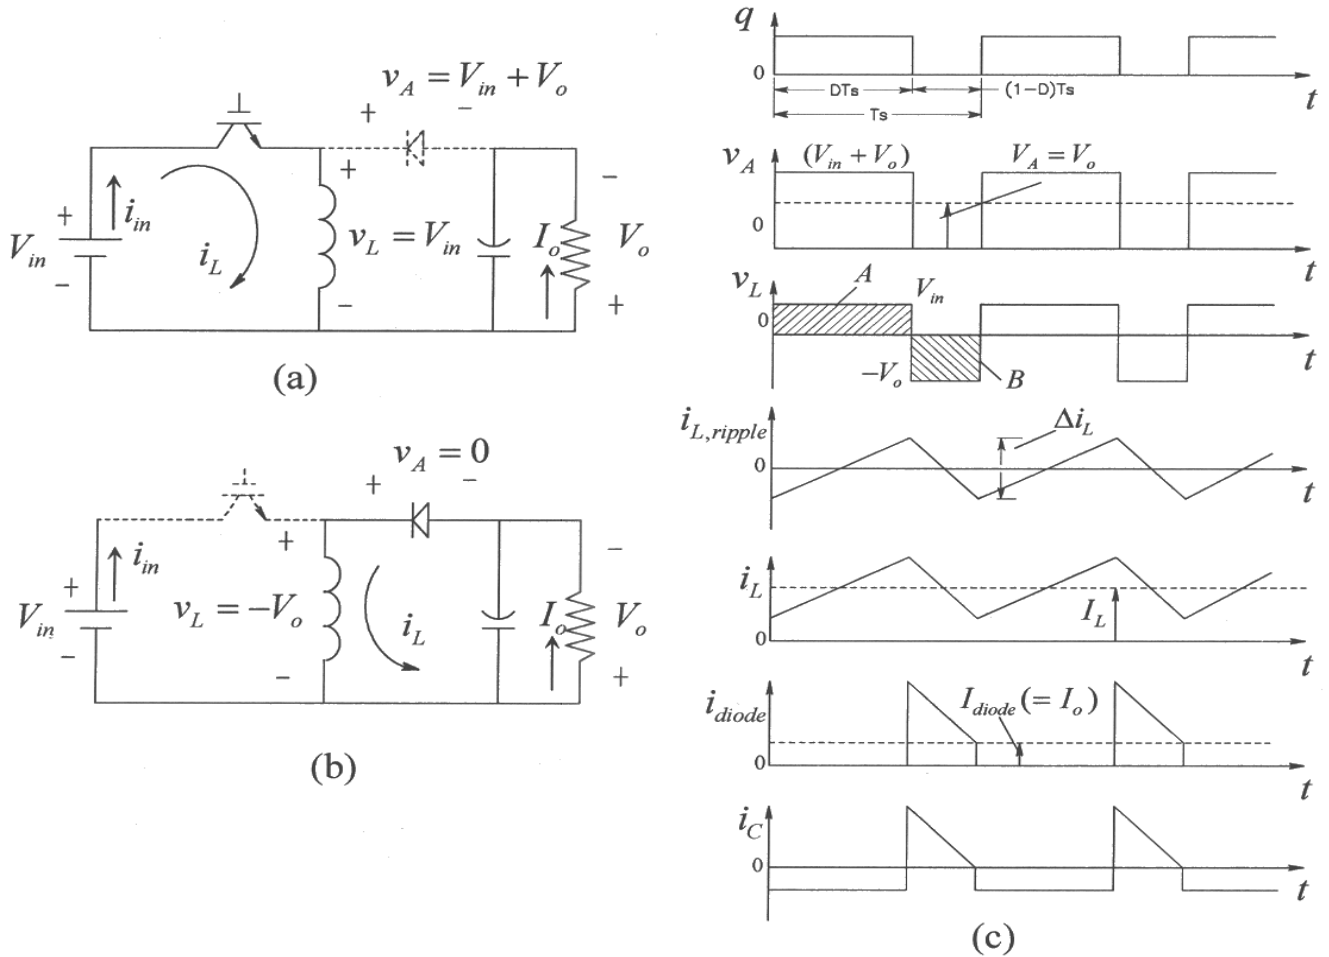 v_A = V_in + V_o
+ −
+
i_in
+
V_in
−
i_L
v_L = V_in
−
I_o
−
V_o
+
(a)
v_A = 0
+ −
+
i_in
+
V_in
−
v_L = −V_o
−
i_L
I_o
−
V_o
+
(b)
q
0
DTs
(1−D)Ts
Ts
t
v_A
(V_in + V_o)
V_A = V_o
0
t
v_L
A
V_in
0
−V_o
B
t
i_L,ripple
Δi_L
0
t
i_L
I_L
0
t
i_diode
I_diode (= I_o)
0
t
i_C
0
t
(c)